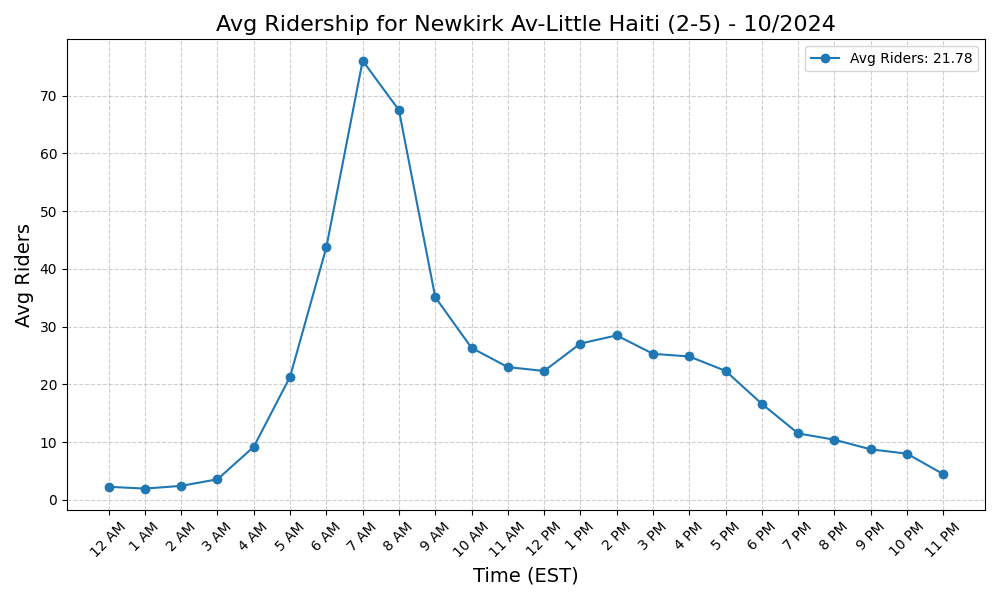 Avg Ridership for Newkirk Av-Little Haiti (2-5) - 10/2024
Avg Riders: 21.78
Avg Riders
70
60
50
40
30
20
10
0
12 AM
1 AM
2 AM
3 AM
4 AM
5 AM
6 AM
7 AM
8 AM
9 AM
10 AM
11 AM
12 PM
1 PM
2 PM
3 PM
4 PM
5 PM
6 PM
7 PM
8 PM
9 PM
10 PM
11 PM
Time (EST)